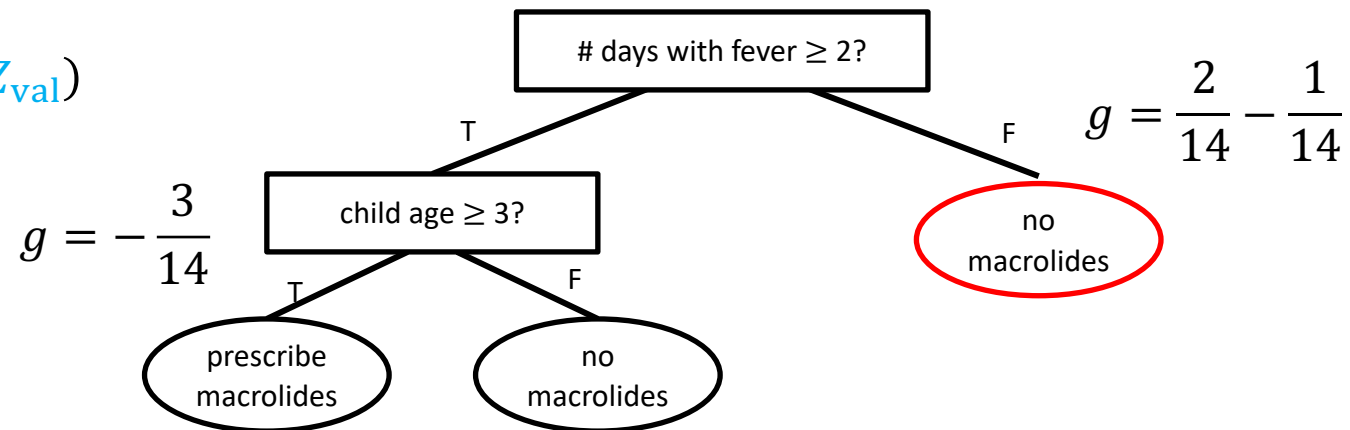 # days with fever ≥ 2?
z_val)
T
F
g = 2/14 − 1/14
child age ≥ 3?
g = − 3/14
no
macrolides
T
F
prescribe
macrolides
no
macrolides